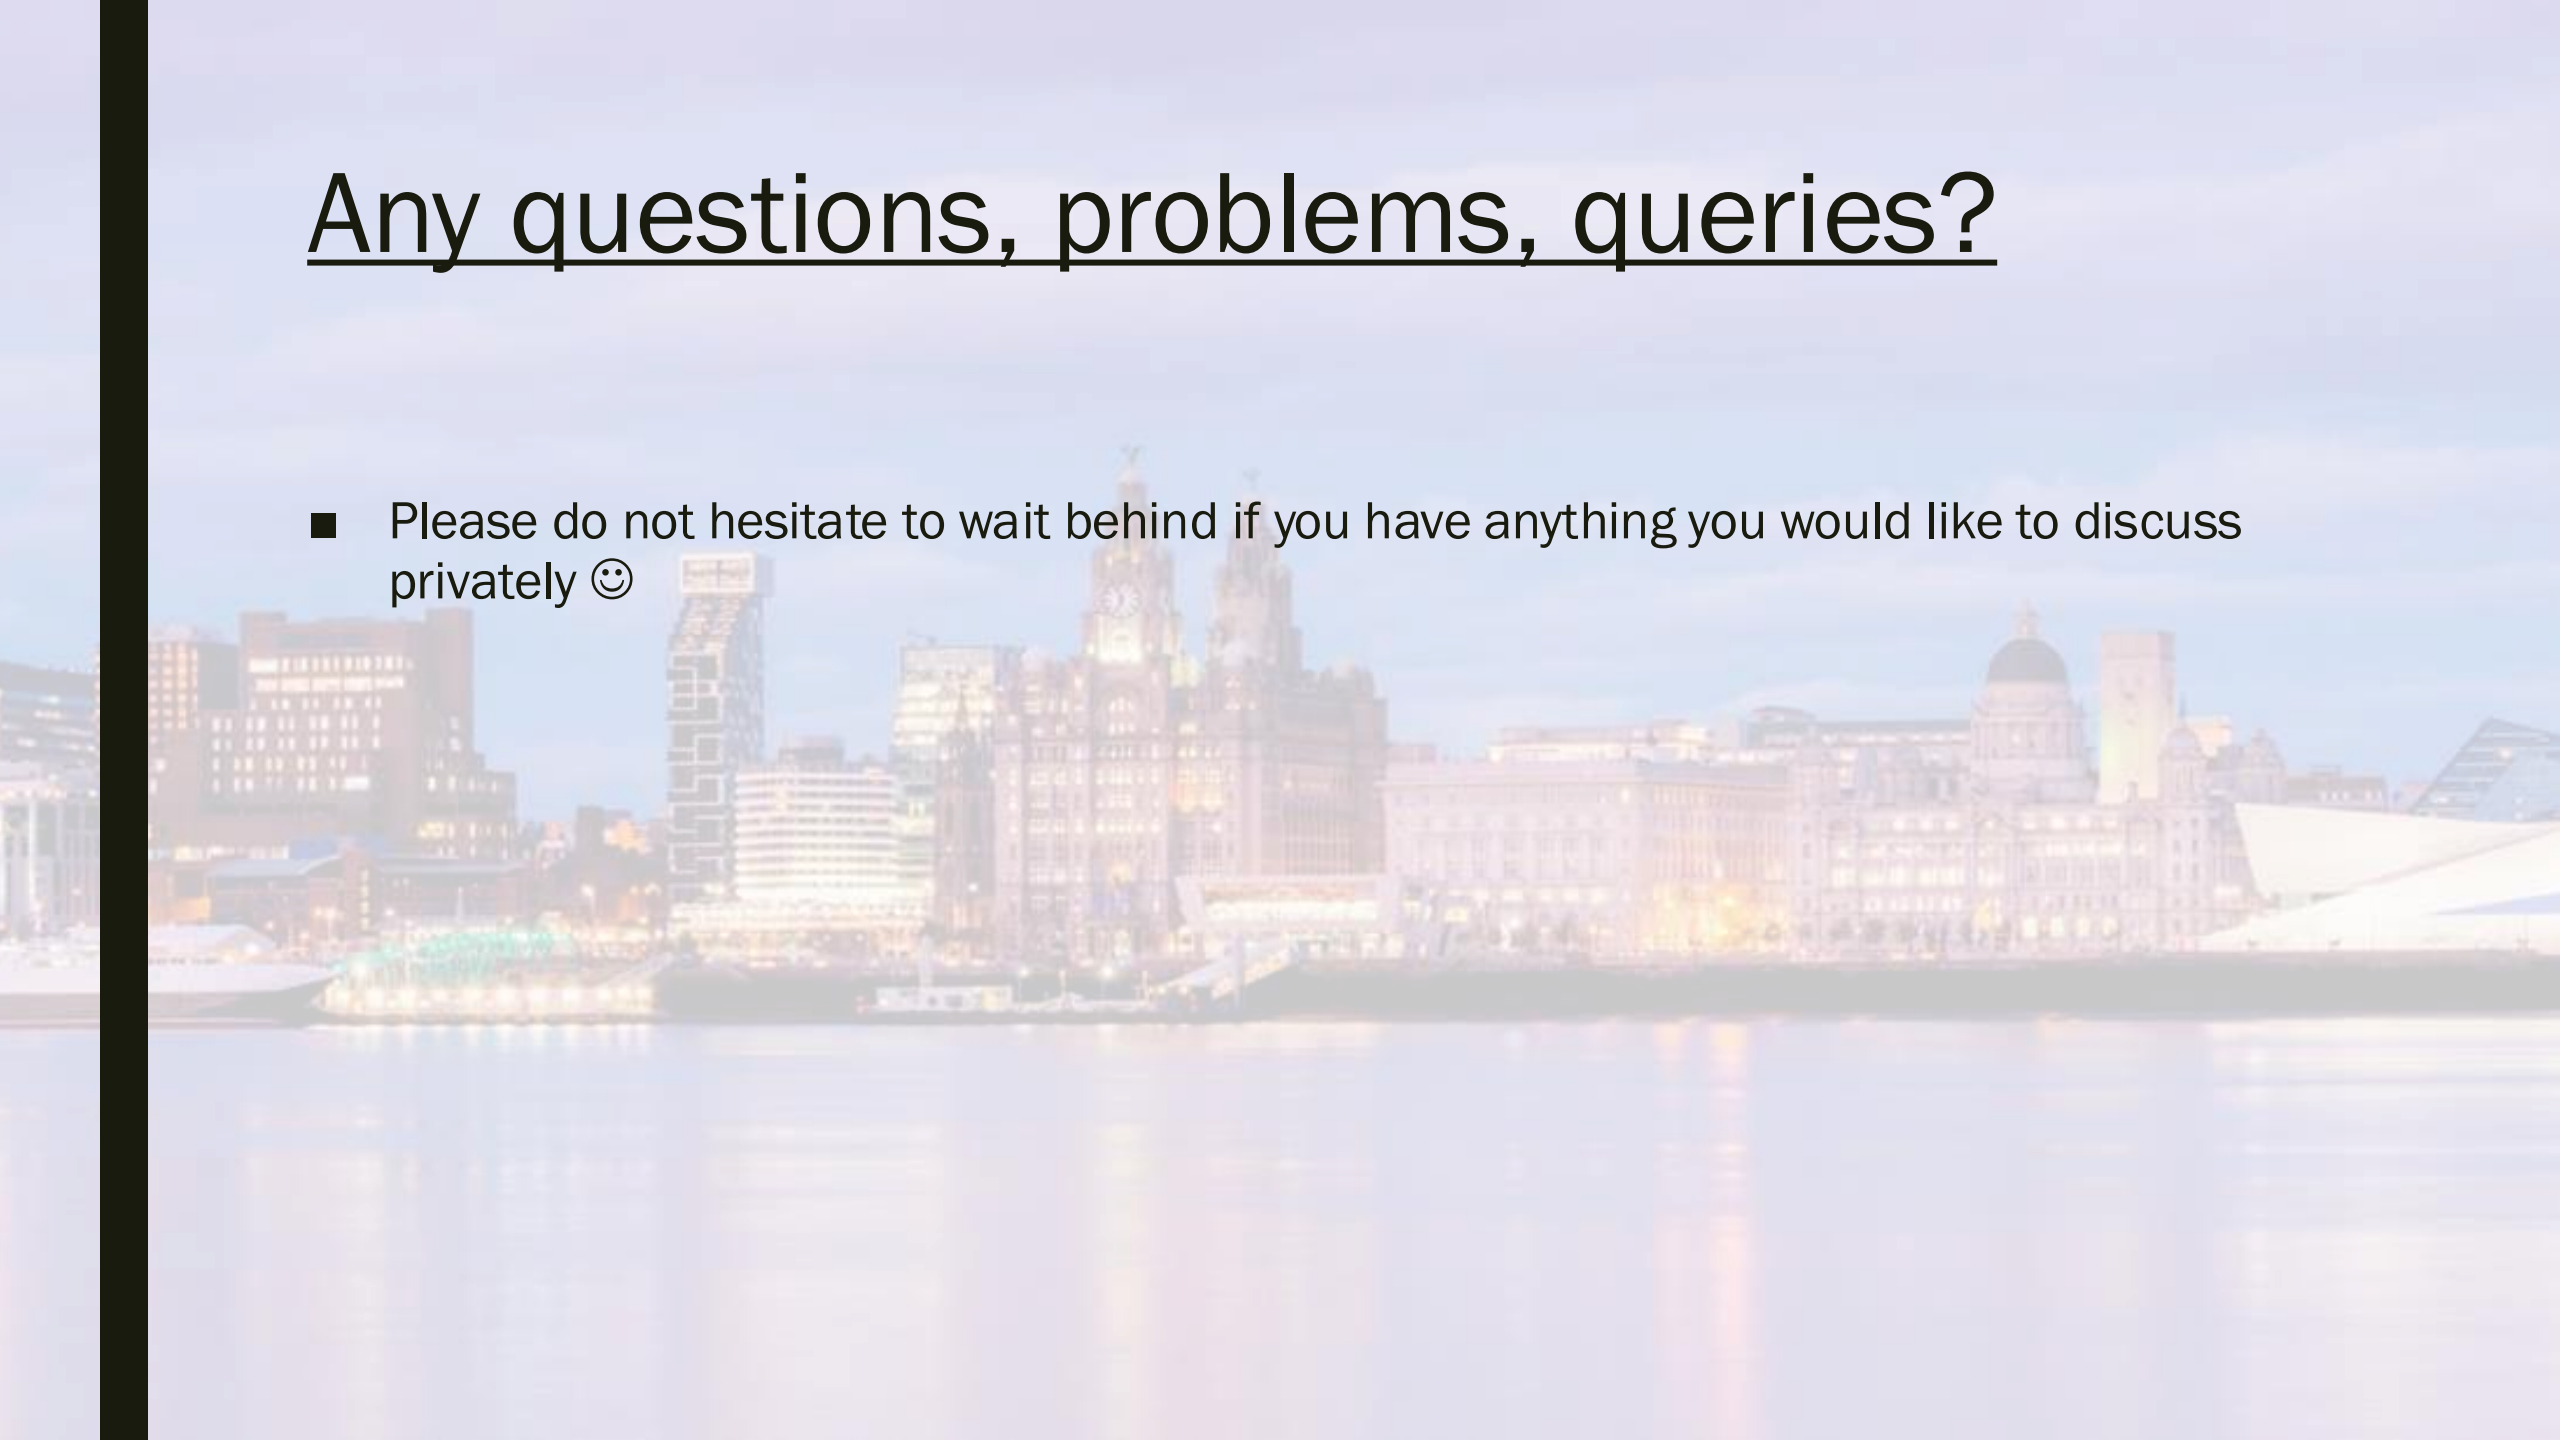 Any questions, problems, queries?
■ Please do not hesitate to wait behind if you have anything you would like to discuss
privately ☺